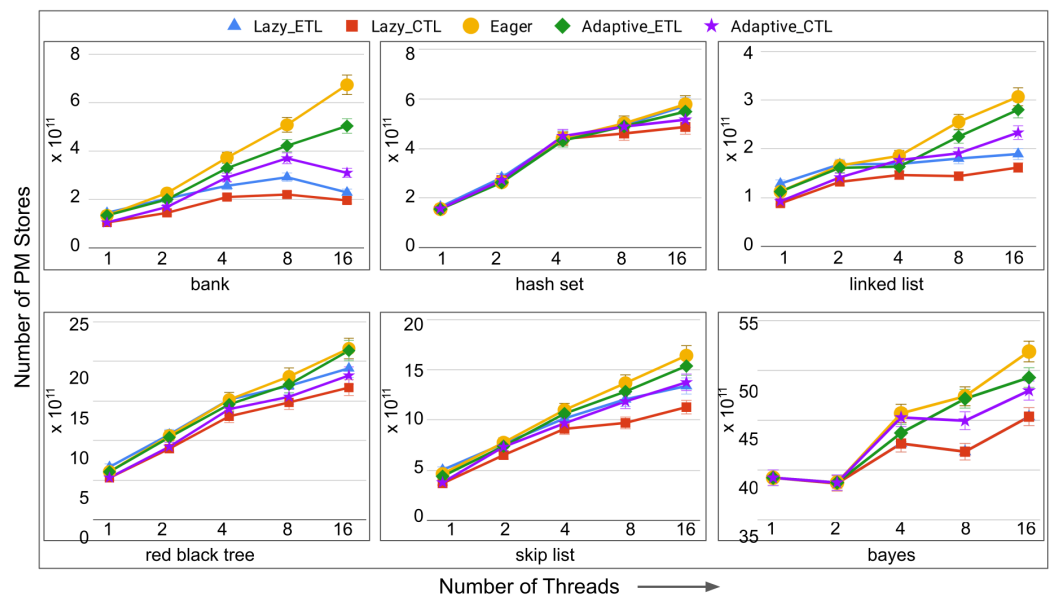 Lazy_ETL Lazy_CTL Eager Adaptive_ETL Adaptive_CTL
Number of PM Stores
8
6
4
2
0
x 10^11
1 2 4 8 16
bank
8
6
4
2
0
x 10^11
1 2 4 8 16
hash set
4
3
2
1
0
x 10^11
1 2 4 8 16
linked list
25
20
15
10
5
0
x 10^11
1 2 4 8 16
red black tree
20
15
10
5
0
x 10^11
1 2 4 8 16
skip list
55
50
45
40
35
x 10^11
1 2 4 8 16
bayes
Number of Threads